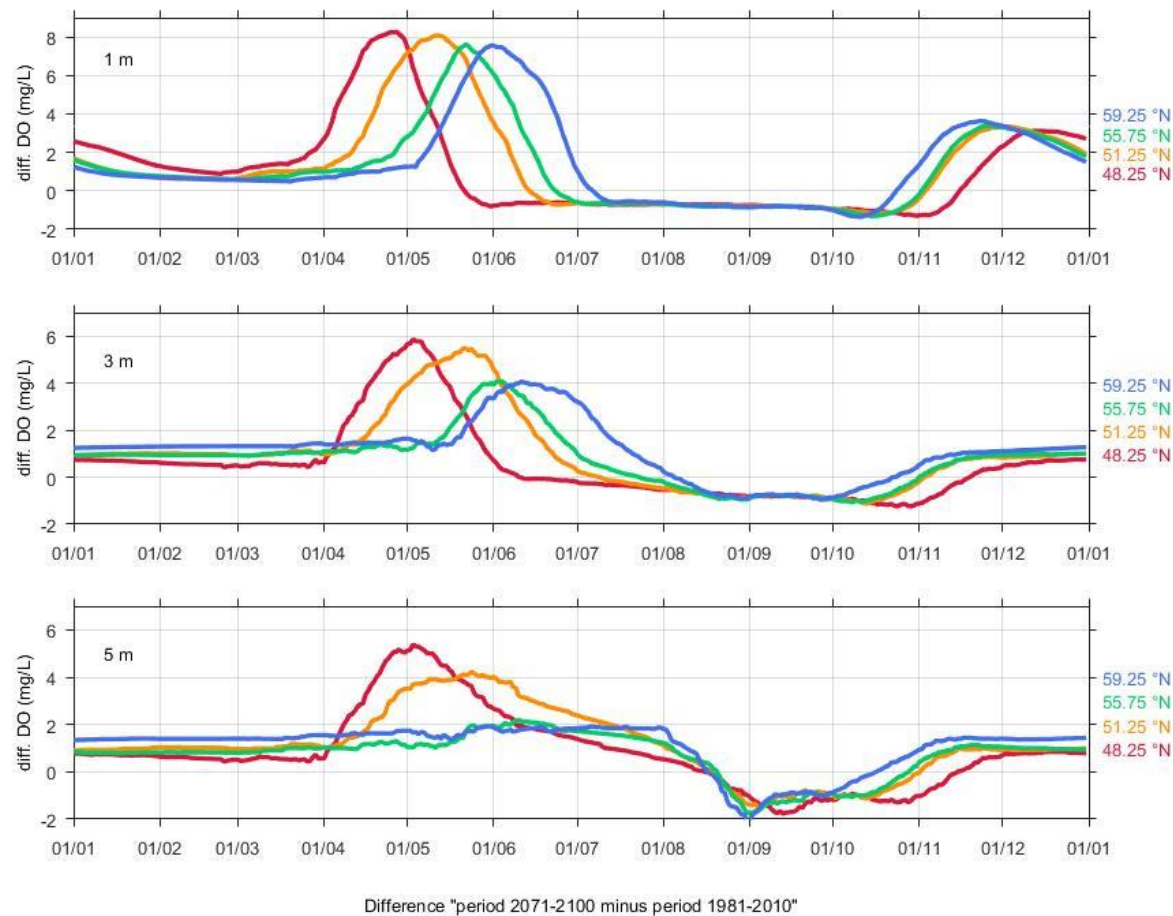 8
1 m
6
diff. DO (mg/L)
4
59.25 °N
55.75 °N
2
51.25 °N
48.25 °N
0
-2
01/01 01/02 01/03 01/04 01/05 01/06 01/07 01/08 01/09 01/10 01/11 01/12 01/01
6
3 m
diff. DO (mg/L)
4
59.25 °N
55.75 °N
2
51.25 °N
48.25 °N
0
-2
01/01 01/02 01/03 01/04 01/05 01/06 01/07 01/08 01/09 01/10 01/11 01/12 01/01
6
5 m
diff. DO (mg/L)
4
59.25 °N
55.75 °N
2
51.25 °N
48.25 °N
0
-2
01/01 01/02 01/03 01/04 01/05 01/06 01/07 01/08 01/09 01/10 01/11 01/12 01/01
Difference "period 2071-2100 minus period 1981-2010"